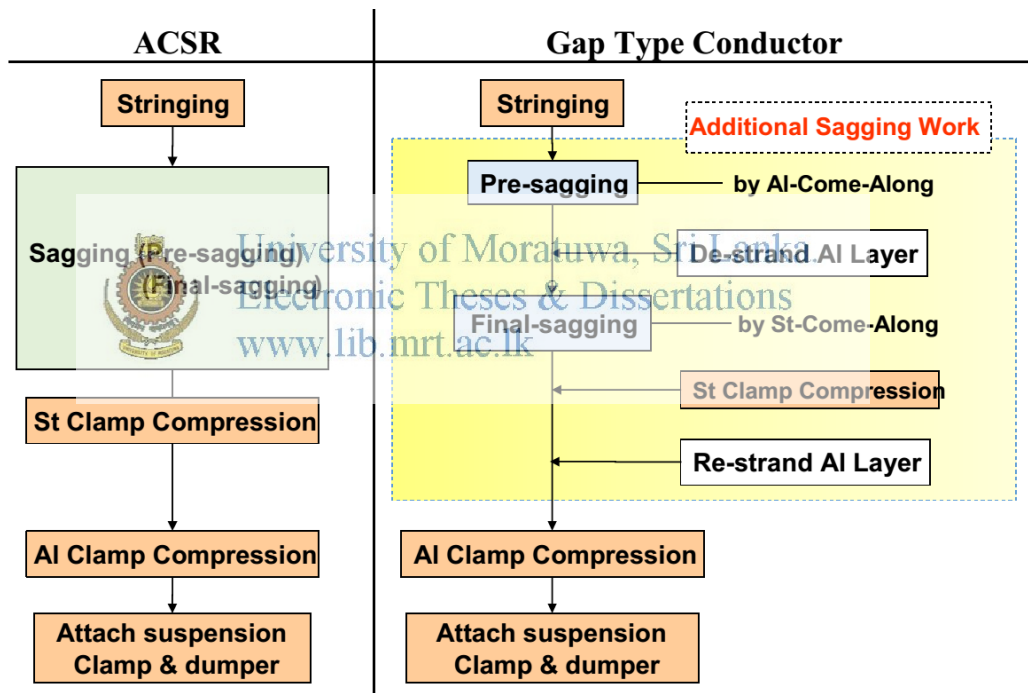 ACSR
Gap Type Conductor
Stringing
Sagging (Pre-sagging)
(Final-sagging)
St Clamp Compression
Al Clamp Compression
Attach suspension
Clamp & dumper
Stringing
Additional Sagging Work
Pre-sagging
by Al-Come-Along
De-strand Al Layer
Final-sagging
by St-Come-Along
St Clamp Compression
Re-strand Al Layer
Al Clamp Compression
Attach suspension
Clamp & dumper
University of Moratuwa, Sri Lanka.
Electronic Theses & Dissertations
www.lib.mrt.ac.lk